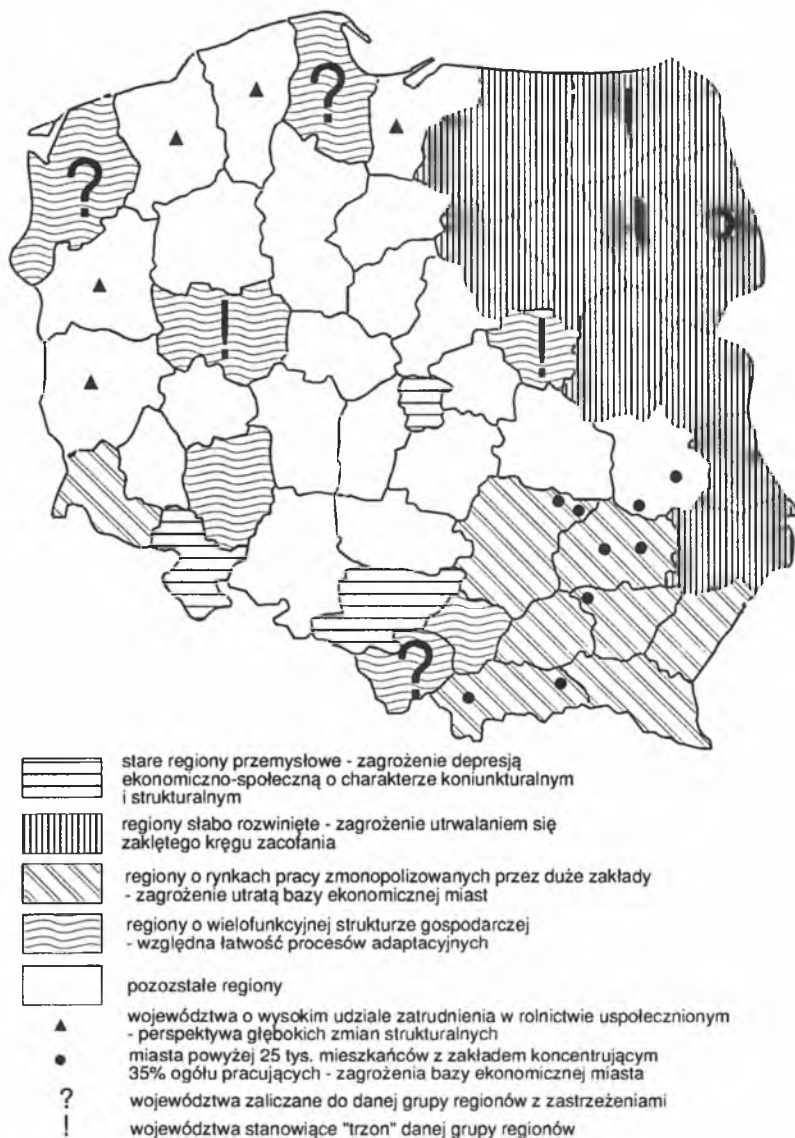 ?
?
?
!
!
!
!
?
stare regiony przemysłowe - zagrożenie depresją
ekonomiczno-społeczną o charakterze koniunkturalnym
i strukturalnym
regiony słabo rozwinięte - zagrożenie utrwalaniem się
zaklętego kręgu zacofania
regiony o rynkach pracy zmonopolizowanych przez duże zakłady
- zagrożenie utratą bazy ekonomicznej miast
regiony o wielofunkcyjnej strukturze gospodarczej
- względna łatwość procesów adaptacyjnych
pozozstałe regiony
województwa o wysokim udziale zatrudnienia w rolnictwie uspołecznionym
- perspektywa głębokich zmian strukturalnych
miasta powyżej 25 tys. mieszkańców z zakładem koncentrującym
35% ogółu pracujących - zagrożenia bazy ekonomicznej miasta
? województwa zaliczane do danej grupy regionów z zastrzeżeniami
! województwa stanowiące "trzon" danej grupy regionów